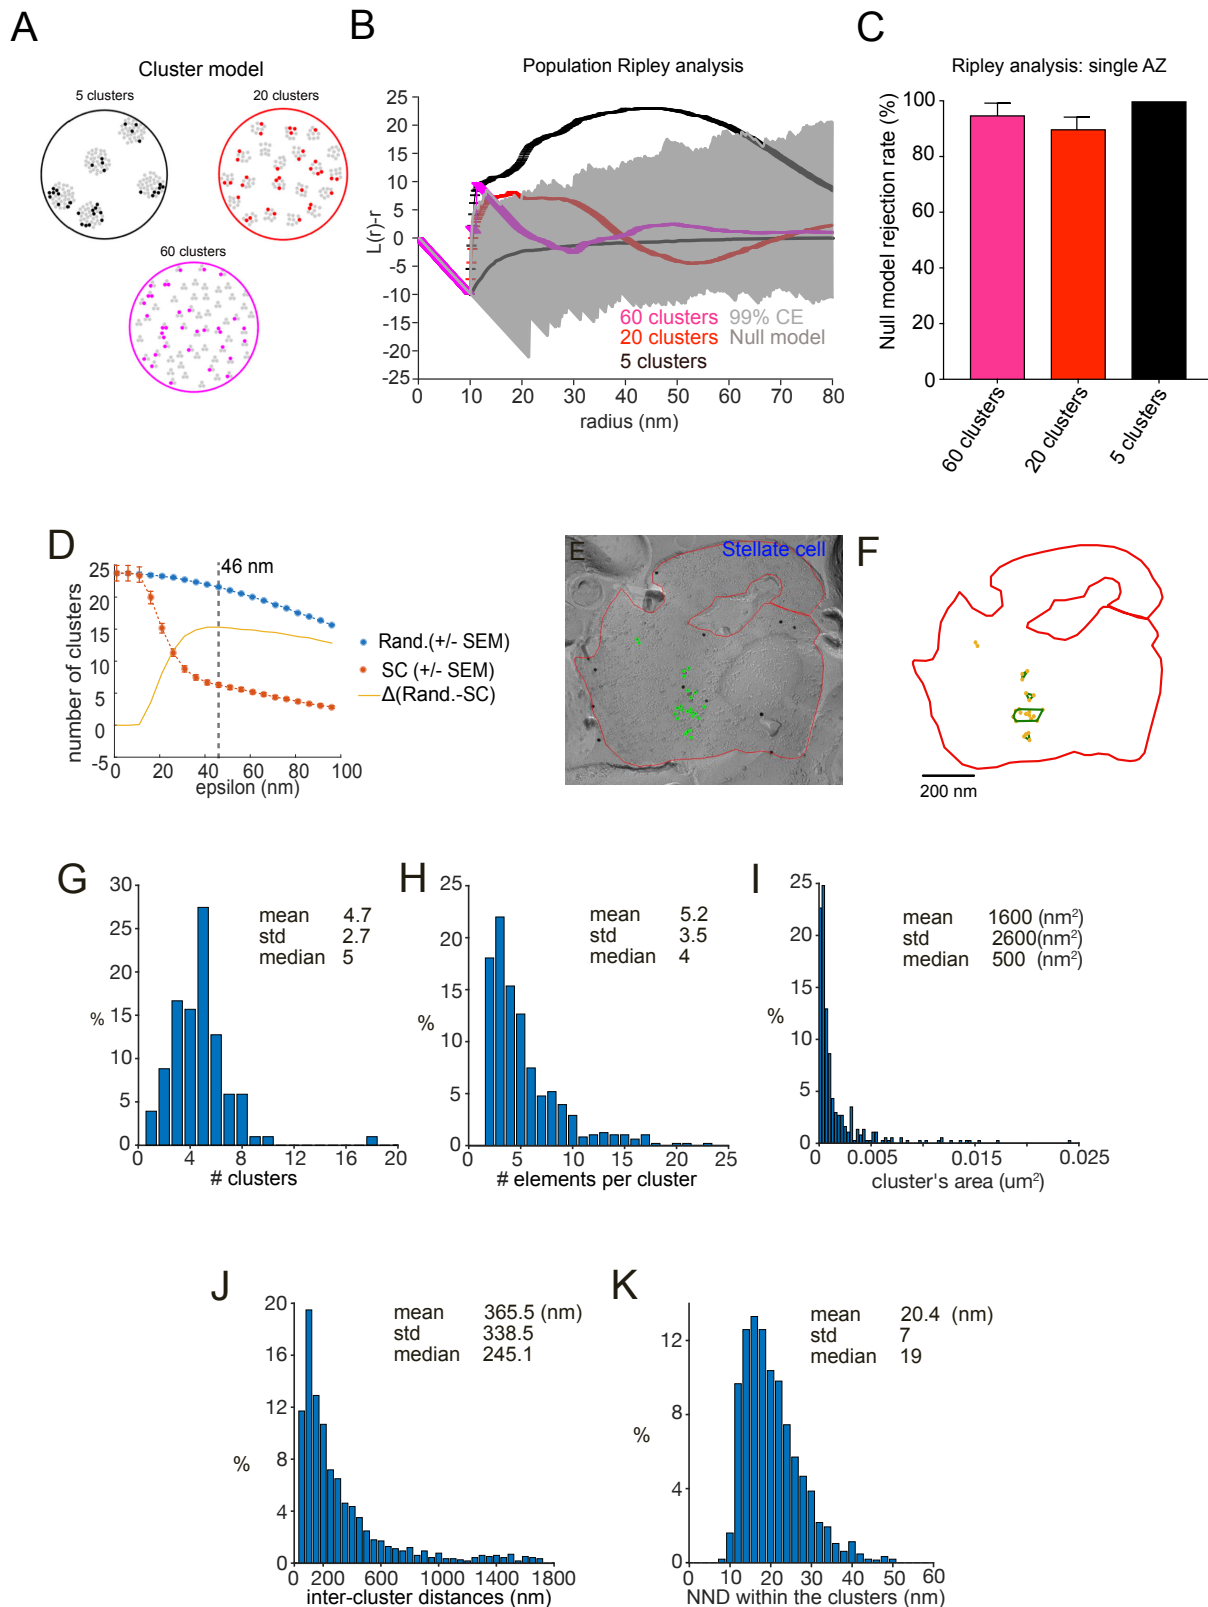 A
Cluster model
5 clusters
20 clusters
60 clusters
B
Population Ripley analysis
L(r)-r
25
20
15
10
5
0
-5
-10
-15
-20
-25
60 clusters 99% CE
20 clusters Null model
5 clusters
0 10 20 30 40 50 60 70 80
radius (nm)
C
Ripley analysis: single AZ
Null model rejection rate (%)
100
80
60
40
20
0
60 clusters
20 clusters
5 clusters
D
46 nm
number of clusters
25
20
15
10
5
0
-5
0 20 40 60 80 100
epsilon (nm)
Rand.(+/- SEM)
SC (+/- SEM)
Δ(Rand.-SC)
E
Stellate cell
F
200 nm
G
30
25
20
15
10
5
0
%
mean 4.7
std 2.7
median 5
0 4 8 12 16 20
# clusters
H
25
20
15
10
5
0
%
mean 5.2
std 3.5
median 4
5 10 15 20 25
# elements per cluster
I
25
20
15
10
5
0
%
mean 1600 (nm²)
std 2600(nm²)
median 500 (nm²)
0 0.005 0.015 0.025
cluster's area (um²)
J
20
16
12
8
4
0
%
mean 365.5 (nm)
std 338.5
median 245.1
0 200 600 1000 1400 1800
inter-cluster distances (nm)
K
12
8
4
0
%
mean 20.4 (nm)
std 7
median 19
0 10 20 30 40 50 60
NND within the clusters (nm)